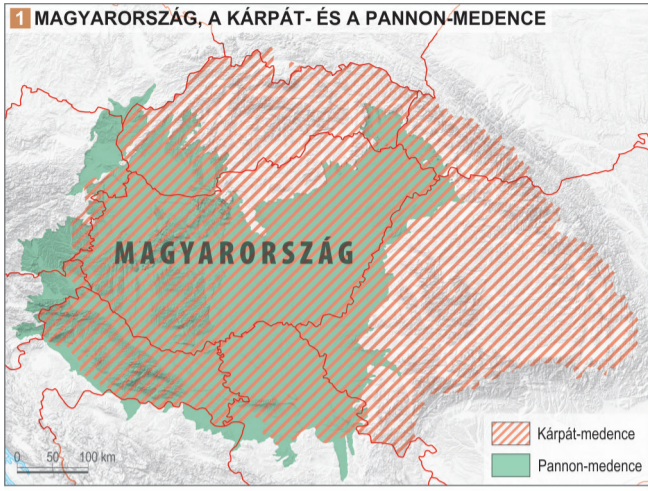 1 MAGYARORSZÁG, A KÁRPÁT- ÉS A PANNON-MEDENCE
MAGYARORSZÁG
Kárpát-medence
Pannon-medence
0 50 100 km